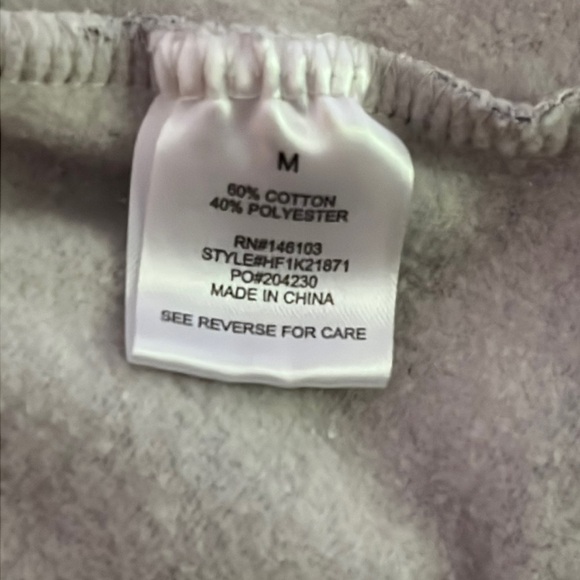 M
60% COTTON
40% POLYESTER
RN#146103
STYLE#HF1K21871
PO#204230
MADE IN CHINA
SEE REVERSE FOR CARE